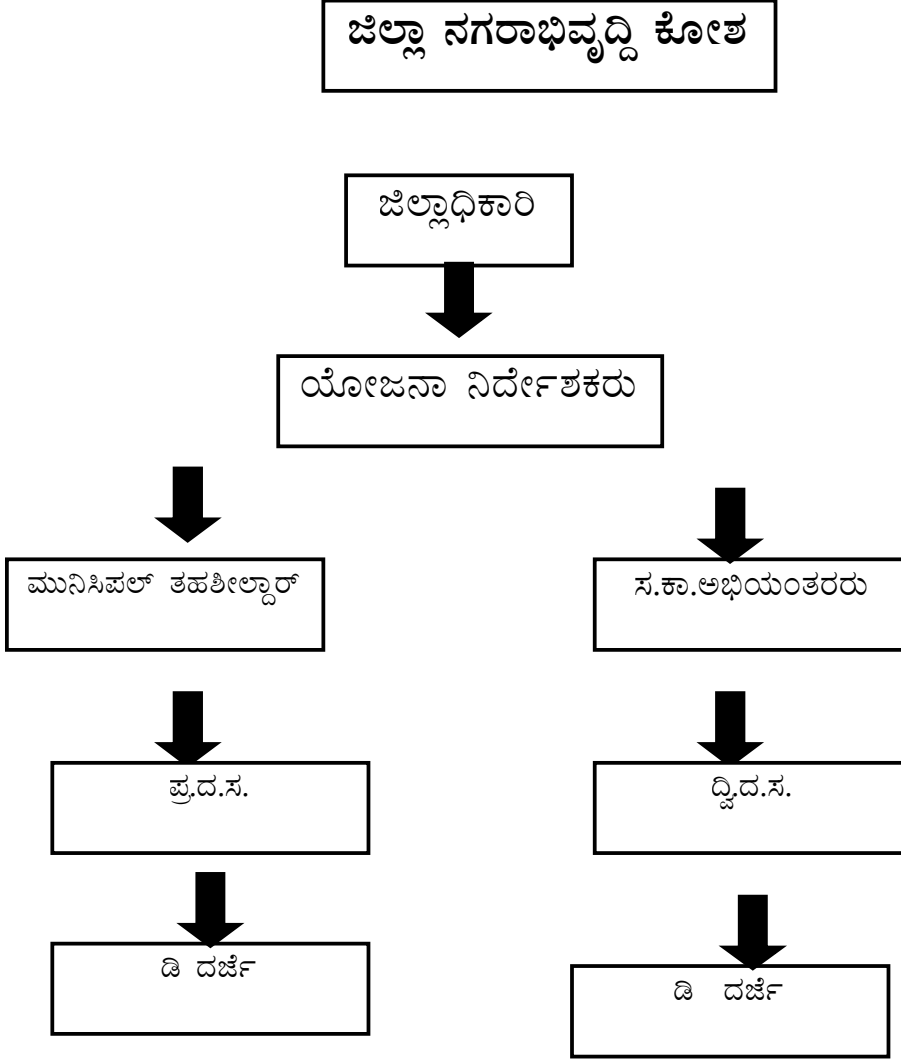 ಜಿಲ್ಲಾ ನಗರಾಭಿವೃದ್ದಿ ಕೋಶ
ಜಿಲ್ಲಾಧಿಕಾರಿ
ಯೋಜನಾ ನಿರ್ದೇಶಕರು
ಮುನಿಸಿಪಲ್ ತಹಶೀಲ್ದಾರ್
ಸ.ಕಾ.ಅಭಿಯಂತರರು
ಪ್ರ.ದ.ಸ.
ದ್ವಿ.ದ.ಸ.
ಡಿ ದರ್ಜೆ
ಡಿ ದರ್ಜೆ